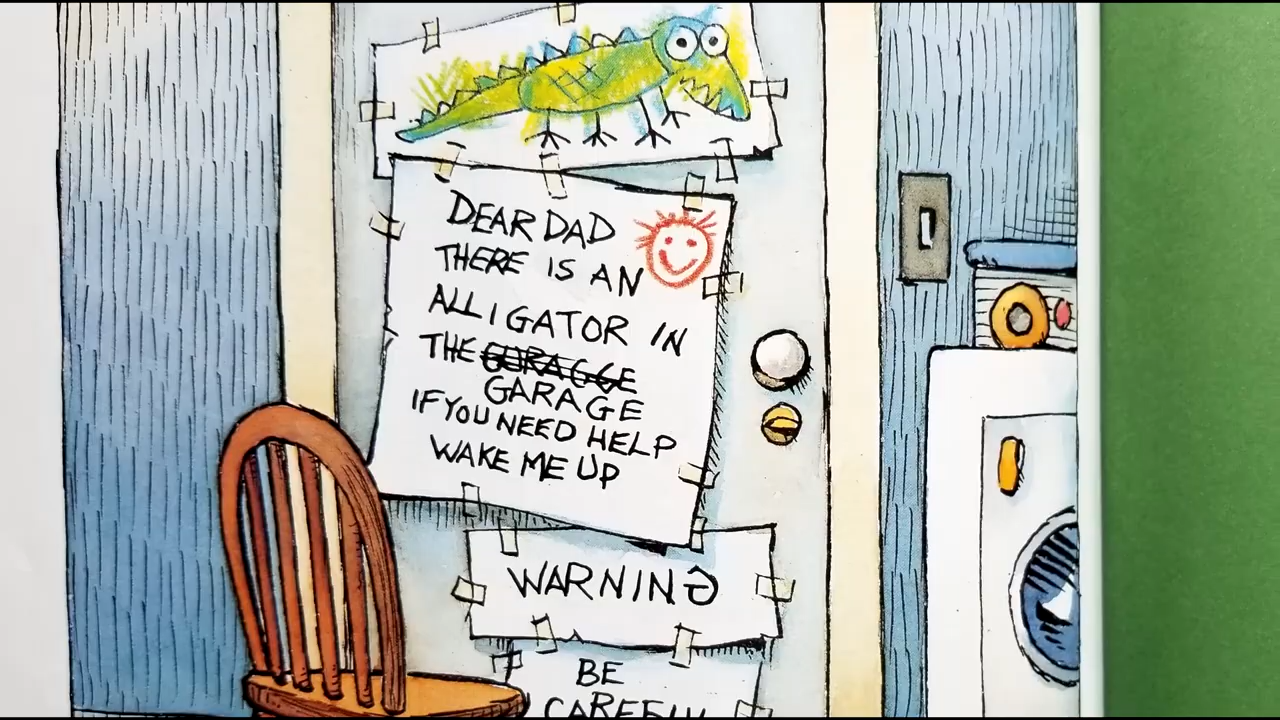 DEAR DAD
THERE IS AN
ALLIGATOR IN
THE GURAGGE
GARAGE
IF YOU NEED HELP
WAKE ME UP
WARNING
BE
CAREFUL